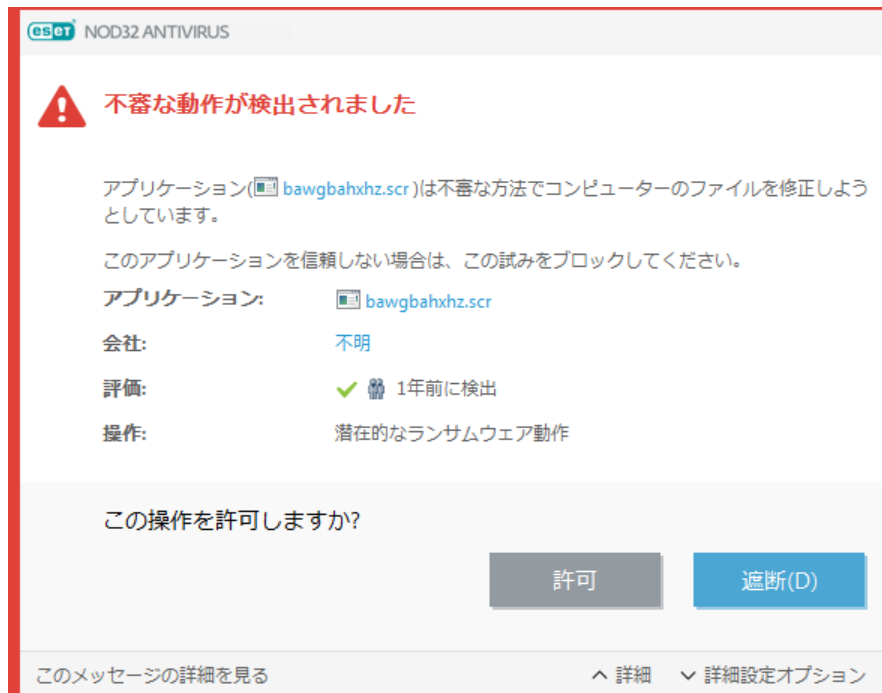 eset NOD32 ANTIVIRUS
不審な動作が検出されました
アプリケーション( bawgbahxhz.scr )は不審な方法でコンピューターのファイルを修正しよう
としています。
このアプリケーションを信頼しない場合は、この試みをブロックしてください。
アプリケーション: bawgbahxhz.scr
会社: 不明
評価: 1年前に検出
操作: 潜在的なランサムウェア動作
この操作を許可しますか?
許可 遮断(D)
このメッセージの詳細を見る 詳細 詳細設定オプション